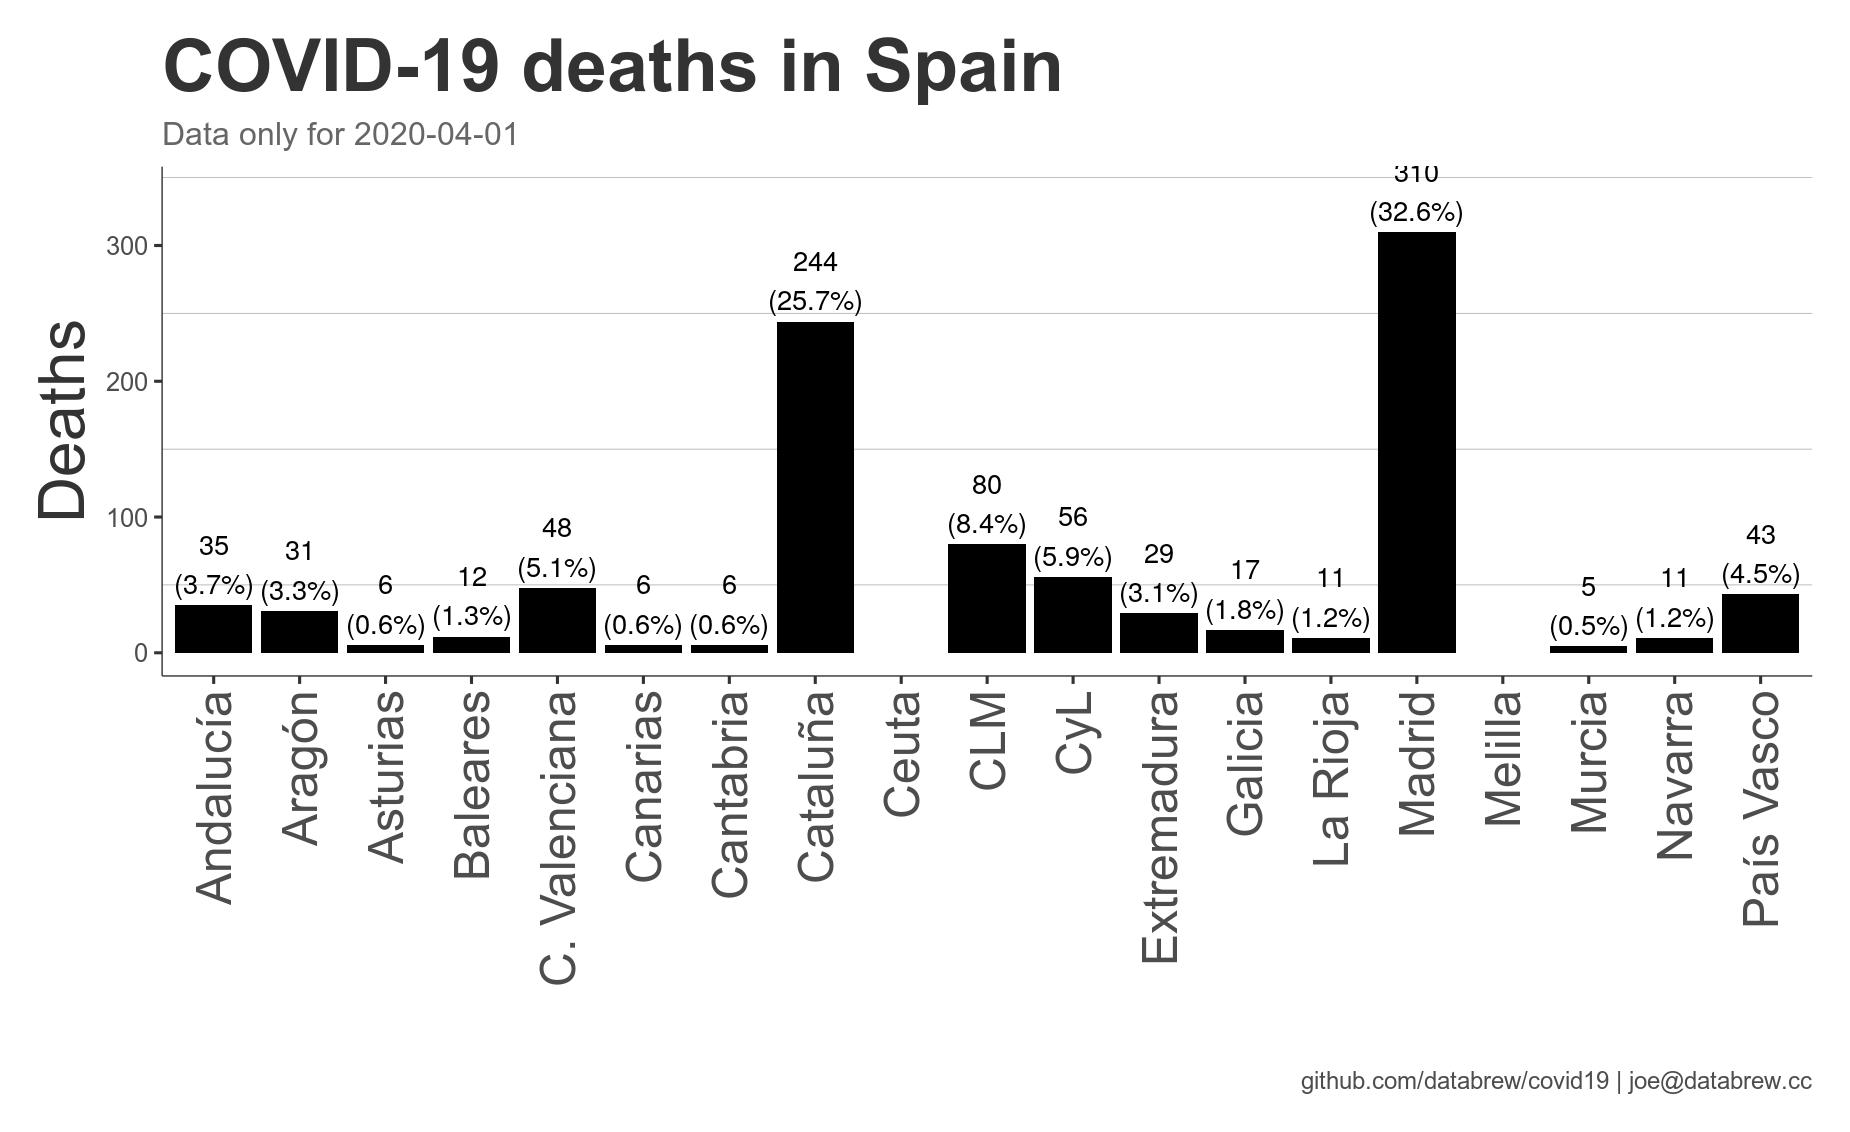 COVID-19 deaths in Spain
Data only for 2020-04-01
Deaths
300
200
100
0
35
(3.7%)
31
(3.3%)
6
(0.6%)
12
(1.3%)
48
(5.1%)
6
(0.6%)
6
(0.6%)
244
(25.7%)
80
(8.4%)
56
(5.9%)
29
(3.1%)
17
(1.8%)
11
(1.2%)
310
(32.6%)
5
(0.5%)
11
(1.2%)
43
(4.5%)
Andalucía
Aragón
Asturias
Baleares
C. Valenciana
Canarias
Cantabria
Cataluña
Ceuta
CLM
CyL
Extremadura
Galicia
La Rioja
Madrid
Melilla
Murcia
Navarra
País Vasco
github.com/databrew/covid19 | joe@databrew.cc